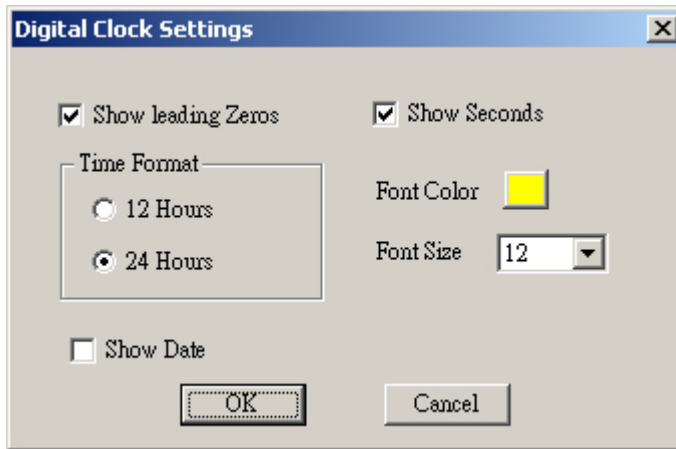 Digital Clock Settings
Show leading Zeros
Show Seconds
Time Format
12 Hours
24 Hours
Font Color
Font Size
12
Show Date
OK
Cancel